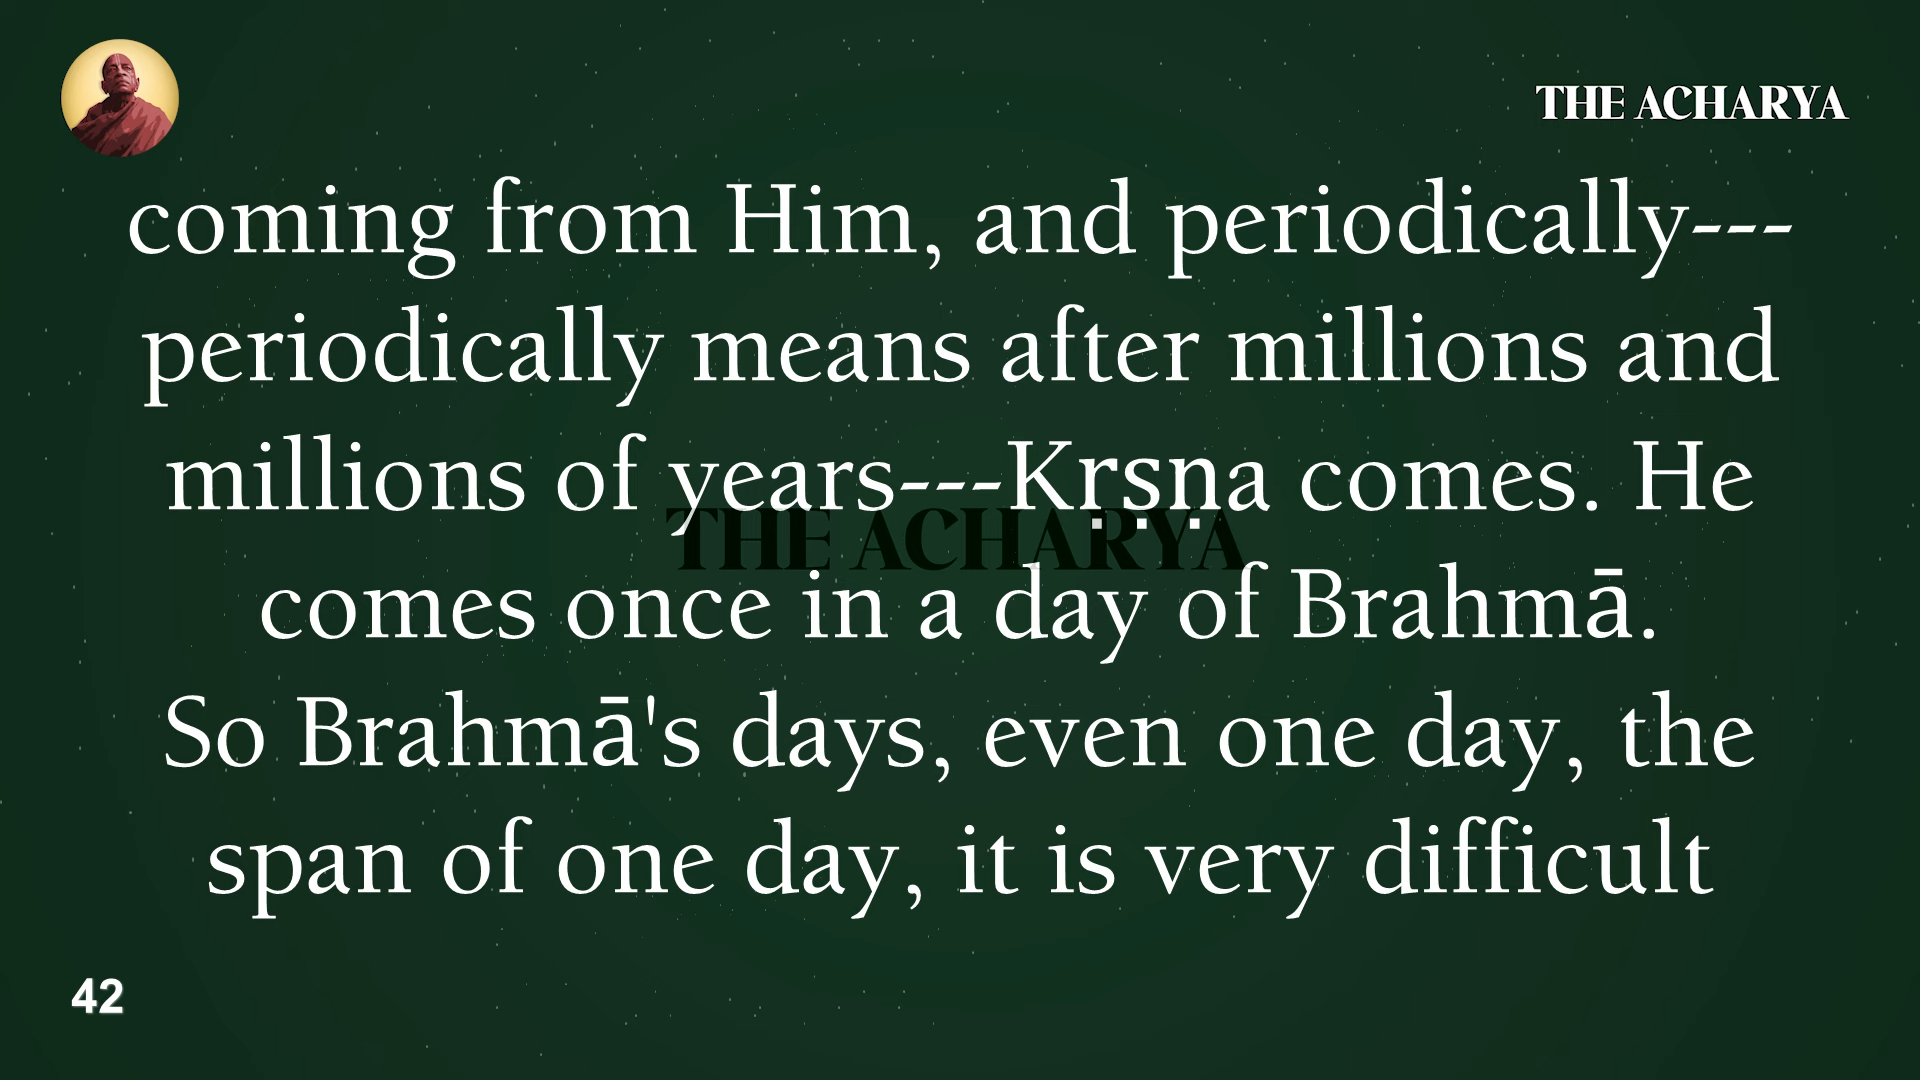 THE ACHARYA
coming from Him, and periodically---
periodically means after millions and
millions of years---Kṛṣṇa comes. He
THE ACHARYA
comes once in a day of Brahmā.
So Brahmā's days, even one day, the
span of one day, it is very difficult
42